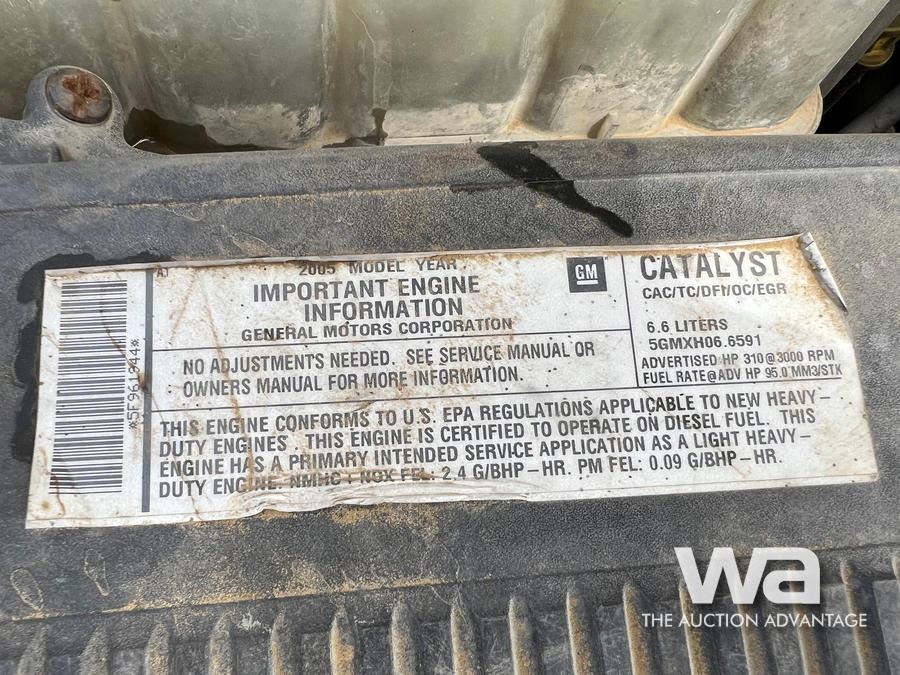 AJ
2005 MODEL YEAR
IMPORTANT ENGINE
INFORMATION
GENERAL MOTORS CORPORATION
GM
NO ADJUSTMENTS NEEDED. SEE SERVICE MANUAL OR
OWNERS MANUAL FOR MORE INFORMATION.
CATALYST
CAC/TC/DFI/OC/EGR
6.6 LITERS
5GMXH06.6591
ADVERTISED HP 310@3000 RPM
FUEL RATE@ADV HP 95.0 MM3/STK
*5F961944*
THIS ENGINE CONFORMS TO U.S. EPA REGULATIONS APPLICABLE TO NEW HEAVY-
DUTY ENGINES THIS ENGINE IS CERTIFIED TO OPERATE ON DIESEL FUEL. THIS
ENGINE HAS A PRIMARY INTENDED SERVICE APPLICATION AS A LIGHT HEAVY-
DUTY ENGINE. NMHC+NOX FEL: 2.4 G/BHP-HR. PM FEL: 0.09 G/BHP-HR.
wa
THE AUCTION ADVANTAGE